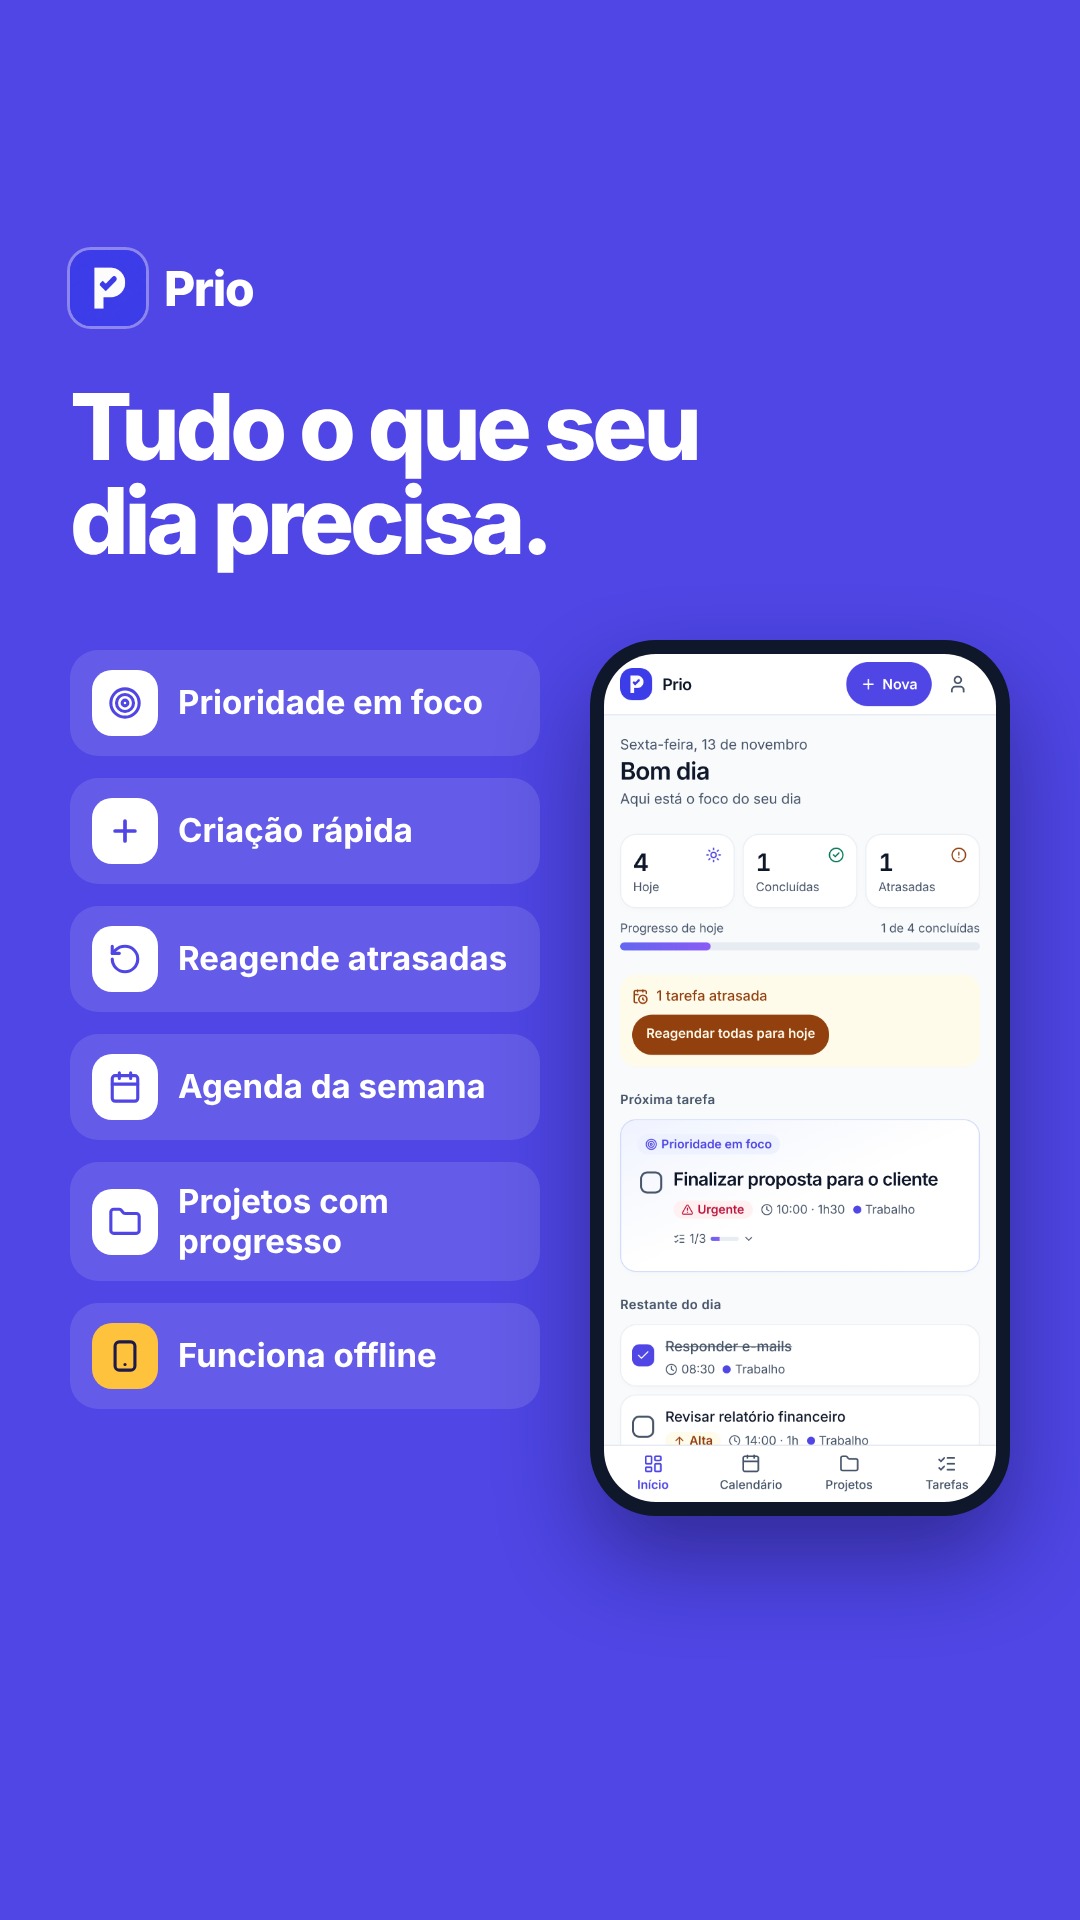 Prio
Tudo o que seu
dia precisa.
Prioridade em foco
Criação rápida
Reagende atrasadas
Agenda da semana
Projetos com
progresso
Funciona offline
Prio
+ Nova
Sexta-feira, 13 de novembro
Bom dia
Aqui está o foco do seu dia
4
Hoje
1
Concluídas
1
Atrasadas
Progresso de hoje
1 de 4 concluídas
1 tarefa atrasada
Reagendar todas para hoje
Próxima tarefa
Prioridade em foco
Finalizar proposta para o cliente
Urgente 10:00 · 1h30 Trabalho
1/3
Restante do dia
Responder e-mails
08:30 Trabalho
Revisar relatório financeiro
Alta 14:00 · 1h Trabalho
Início
Calendário
Projetos
Tarefas